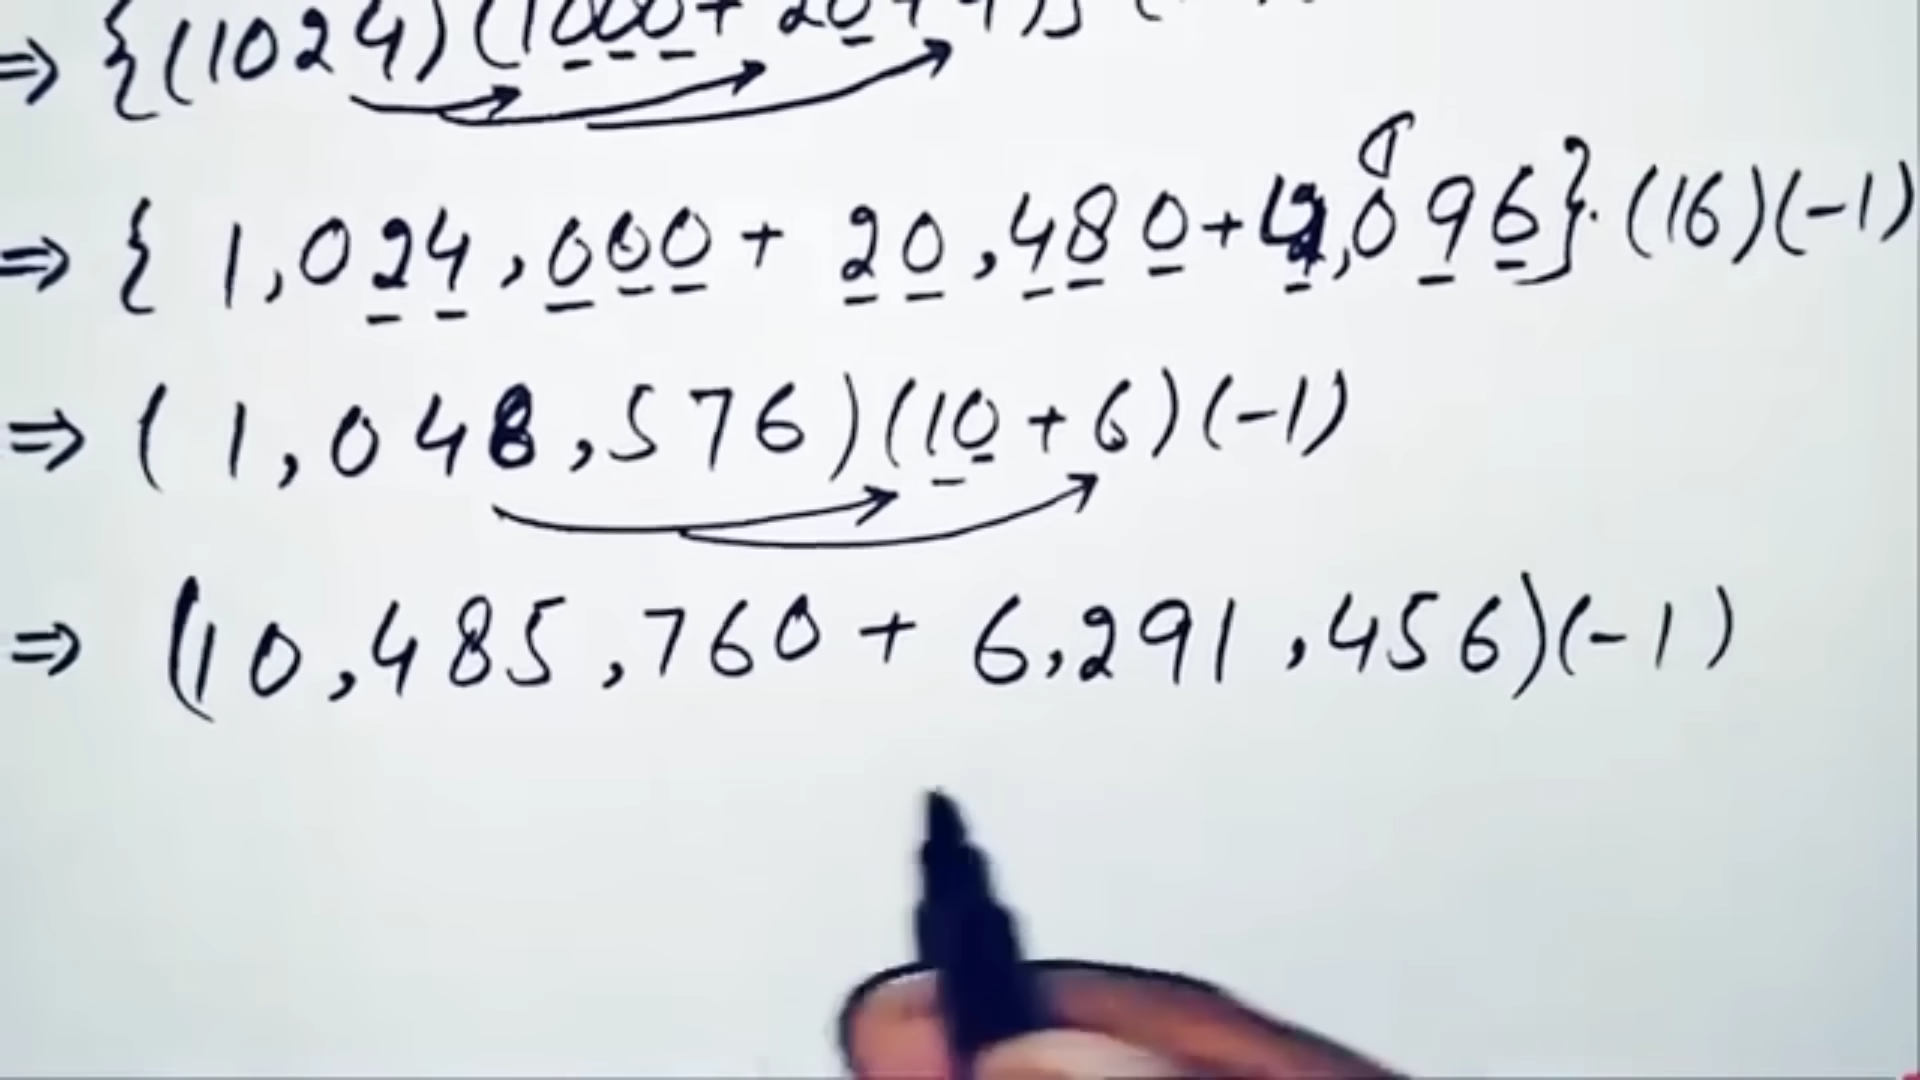 ⇒ {(1024)(1000+20+4)}
⇒ { 1,024,000 + 20,480 + 4,096}.(16)(-1)
⇒ (1,048,576)(10+6)(-1)
⇒ (10,485,760 + 6,291,456)(-1)